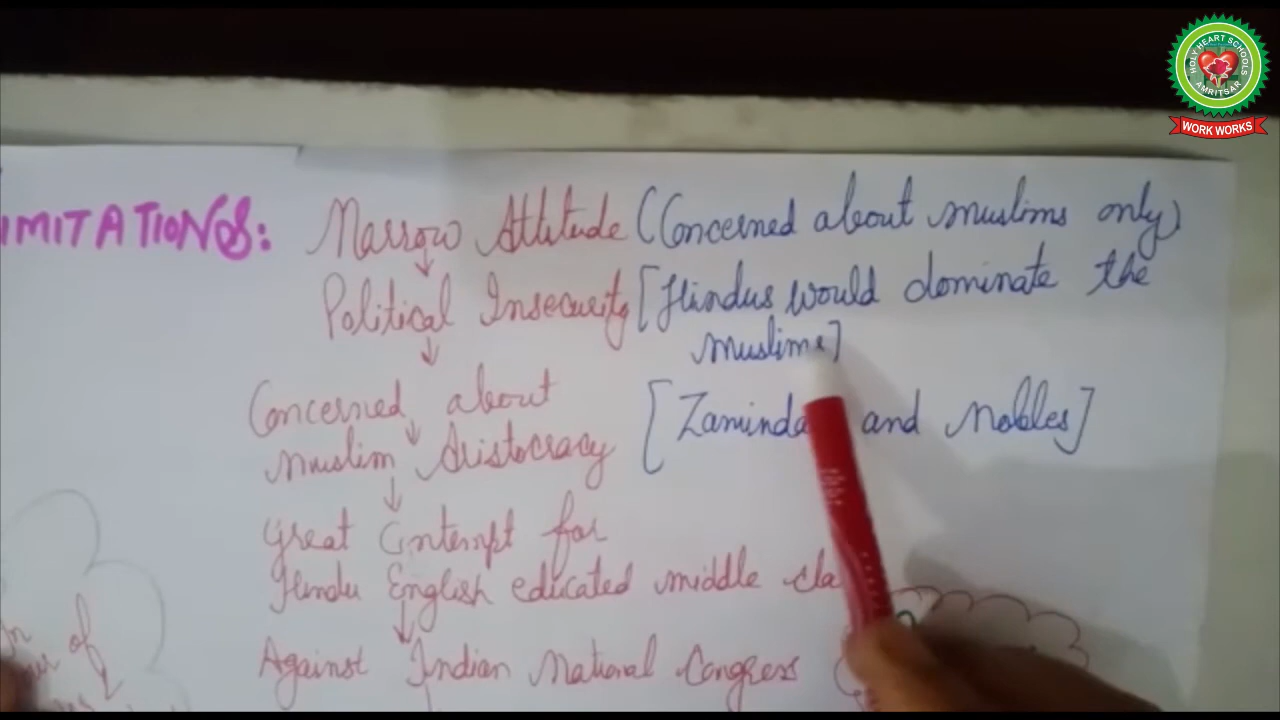 HOLY HEART SCHOOLS
AMRITSAR
WORK WORKS
IMITATIONS:
Narrow Attitude (Concerned about muslims only)
Political Insecurity [Hindus would dominate the
muslims]
Concerned about
Muslim Aristocracy [Zaminda and Nobles]
Great Contempt for
Hindu English educated middle cla
Against Indian National Congress (
of